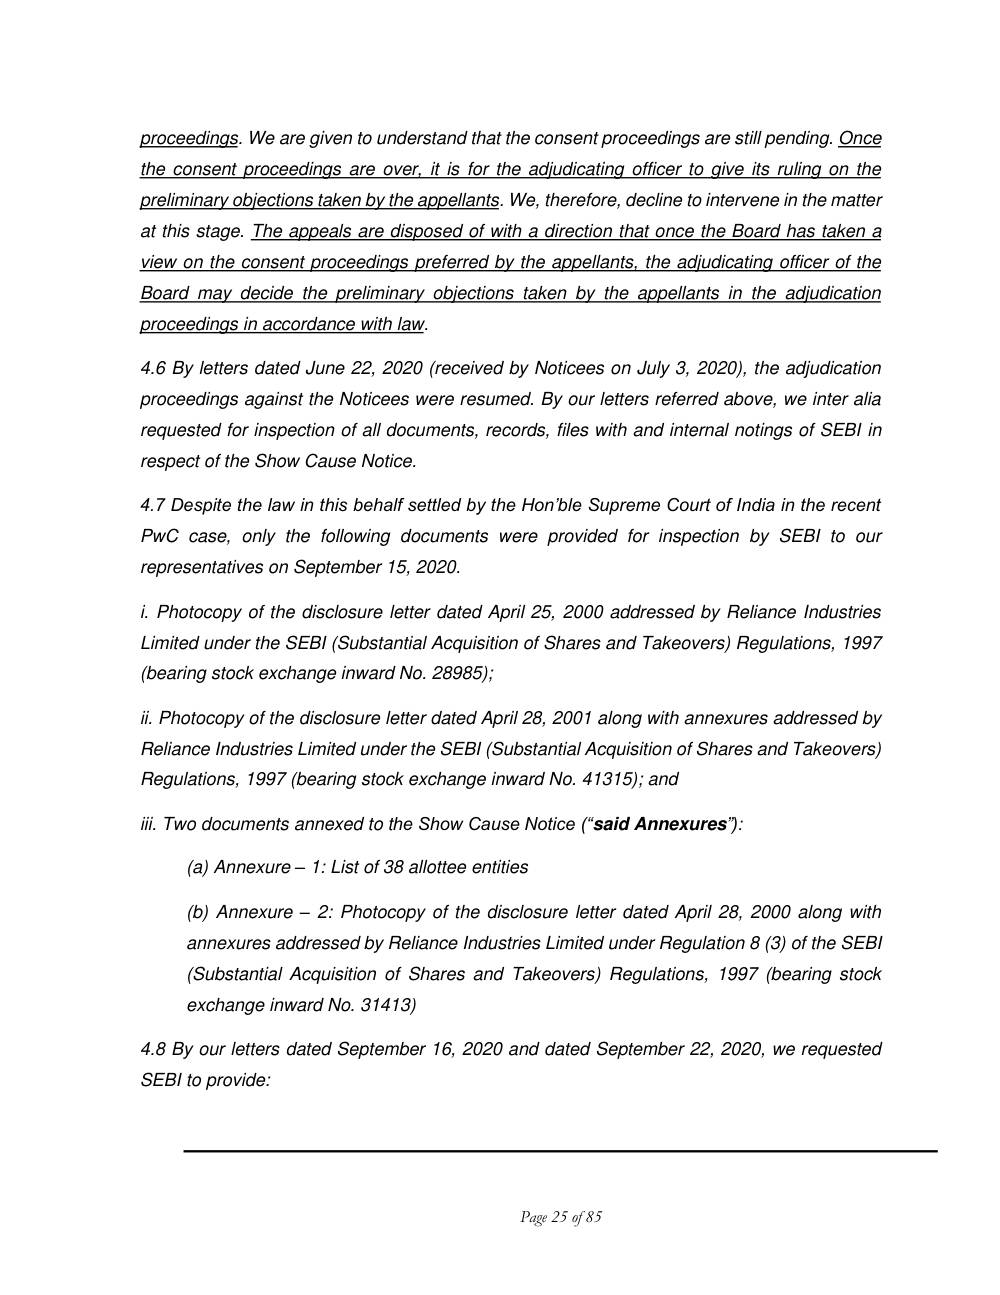 proceedings. We are given to understand that the consent proceedings are still pending. Once
the consent proceedings are over, it is for the adjudicating officer to give its ruling on the
preliminary objections taken by the appellants. We, therefore, decline to intervene in the matter
at this stage. The appeals are disposed of with a direction that once the Board has taken a
view on the consent proceedings preferred by the appellants, the adjudicating officer of the
Board may decide the preliminary objections taken by the appellants in the adjudication
proceedings in accordance with law.
4.6 By letters dated June 22, 2020 (received by Noticees on July 3, 2020), the adjudication
proceedings against the Noticees were resumed. By our letters referred above, we inter alia
requested for inspection of all documents, records, files with and internal notings of SEBI in
respect of the Show Cause Notice.
4.7 Despite the law in this behalf settled by the Hon’ble Supreme Court of India in the recent
PwC case, only the following documents were provided for inspection by SEBI to our
representatives on September 15, 2020.
i. Photocopy of the disclosure letter dated April 25, 2000 addressed by Reliance Industries
Limited under the SEBI (Substantial Acquisition of Shares and Takeovers) Regulations, 1997
(bearing stock exchange inward No. 28985);
ii. Photocopy of the disclosure letter dated April 28, 2001 along with annexures addressed by
Reliance Industries Limited under the SEBI (Substantial Acquisition of Shares and Takeovers)
Regulations, 1997 (bearing stock exchange inward No. 41315); and
iii. Two documents annexed to the Show Cause Notice (“said Annexures”):
(a) Annexure – 1: List of 38 allottee entities
(b) Annexure – 2: Photocopy of the disclosure letter dated April 28, 2000 along with
annexures addressed by Reliance Industries Limited under Regulation 8 (3) of the SEBI
(Substantial Acquisition of Shares and Takeovers) Regulations, 1997 (bearing stock
exchange inward No. 31413)
4.8 By our letters dated September 16, 2020 and dated September 22, 2020, we requested
SEBI to provide:
Page 25 of 85